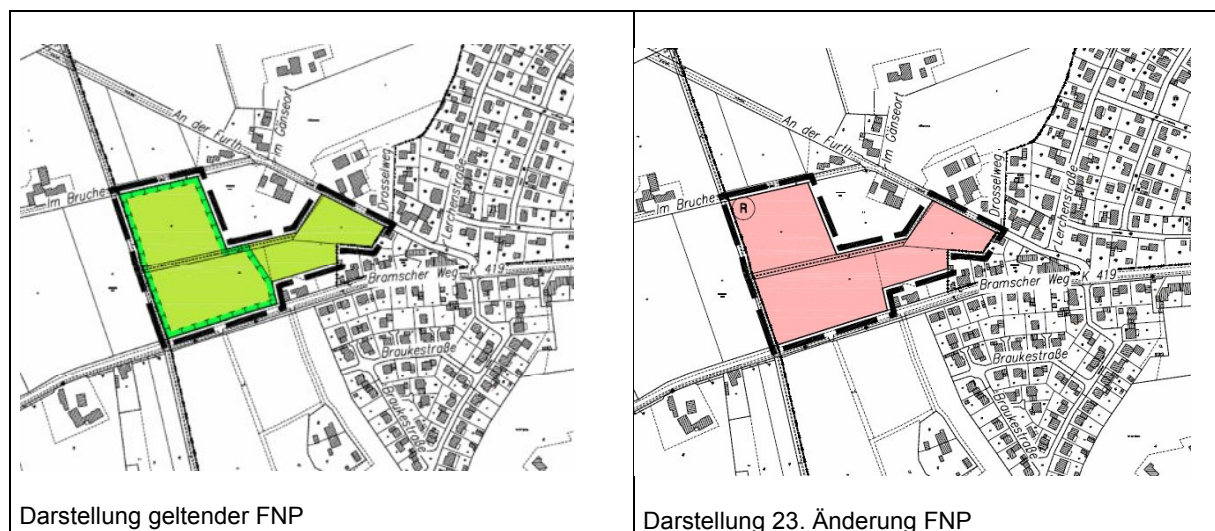 An der Furth
Im Gänseort
Im Bruche
Drosselweg
Lerchenstraße
K 419
Bramscher Weg
Braukestraße
Braukestraße
Darstellung geltender FNP
An der Furth
Im Gänseort
Im Bruche
R
Drosselweg
Lerchenstraße
K 419
Bramscher Weg
Braukestraße
Braukestraße
Darstellung 23. Änderung FNP